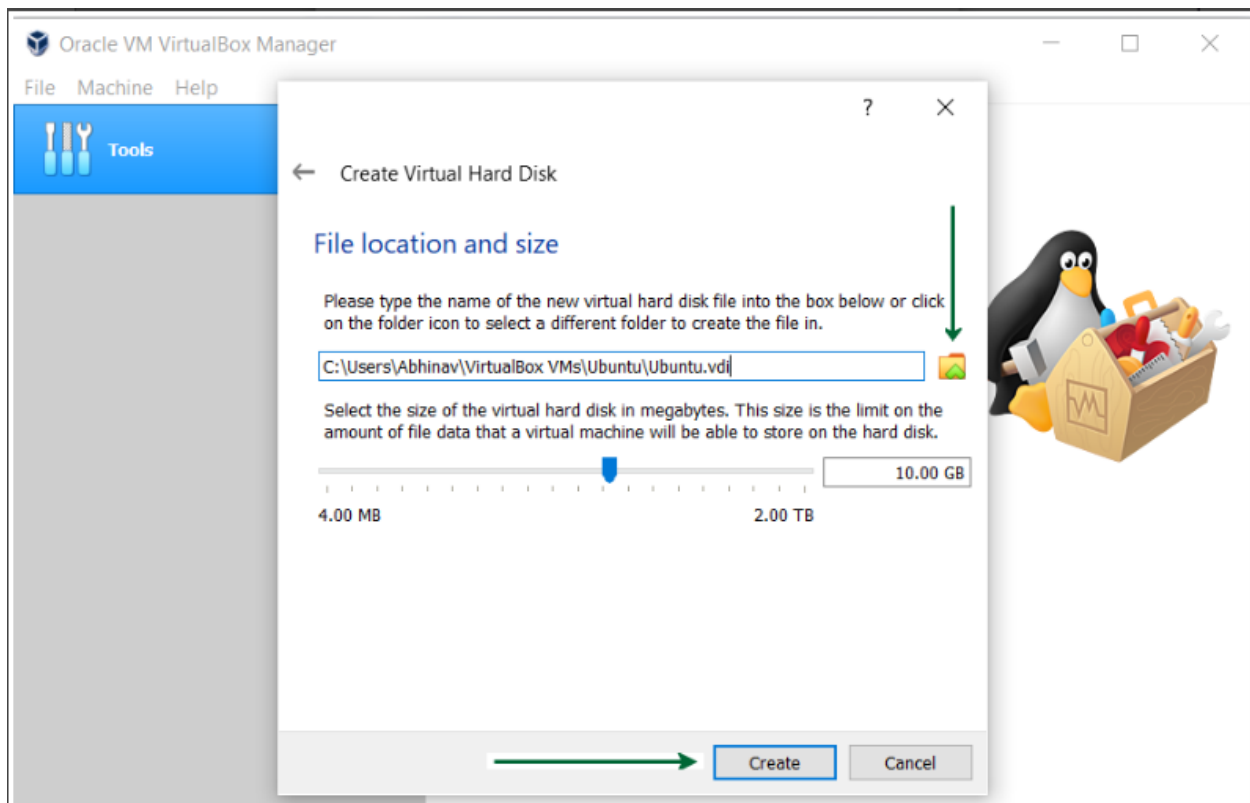 Oracle VM VirtualBox Manager
File Machine Help
Tools
?
Create Virtual Hard Disk
File location and size
Please type the name of the new virtual hard disk file into the box below or click
on the folder icon to select a different folder to create the file in.
C:\Users\Abhinav\VirtualBox VMs\Ubuntu\Ubuntu.vdi
Select the size of the virtual hard disk in megabytes. This size is the limit on the
amount of file data that a virtual machine will be able to store on the hard disk.
10.00 GB
4.00 MB 2.00 TB
Create Cancel